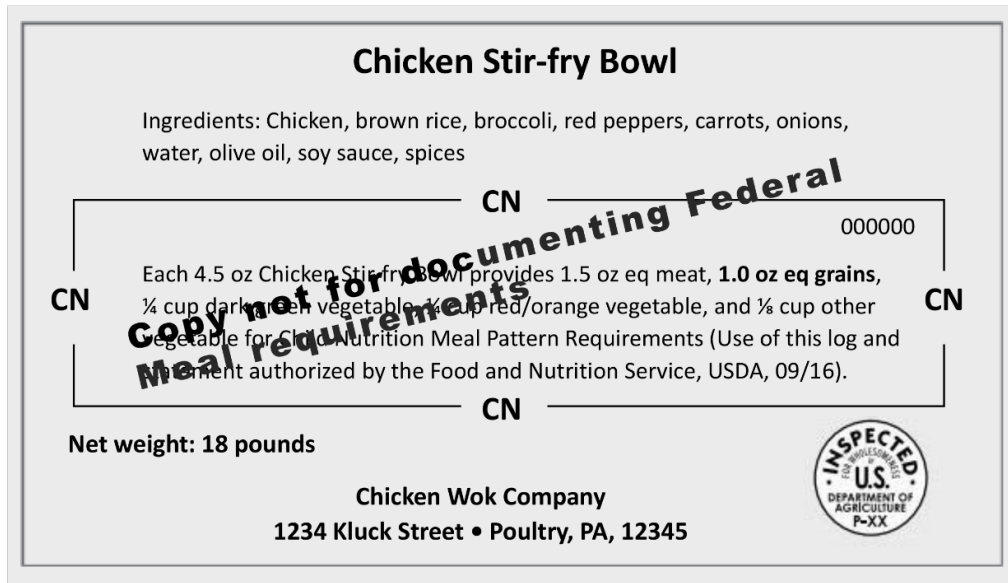 Chicken Stir-fry Bowl
Ingredients: Chicken, brown rice, broccoli, red peppers, carrots, onions,
water, olive oil, soy sauce, spices
CN
000000
Each 4.5 oz Chicken Stir-fry Bowl provides 1.5 oz eq meat, 1.0 oz eq grains,
CN
CN
¼ cup dark green vegetable, ¼ cup red/orange vegetable, and ⅛ cup other
vegetable for Child Nutrition Meal Pattern Requirements (Use of this log and
statement authorized by the Food and Nutrition Service, USDA, 09/16).
CN
Copy not for documenting Federal
Meal requirements
Net weight: 18 pounds
Chicken Wok Company
1234 Kluck Street • Poultry, PA, 12345
INSPECTED
FOR WHOLESOMENESS
BY
U.S.
DEPARTMENT OF
AGRICULTURE
P-XX